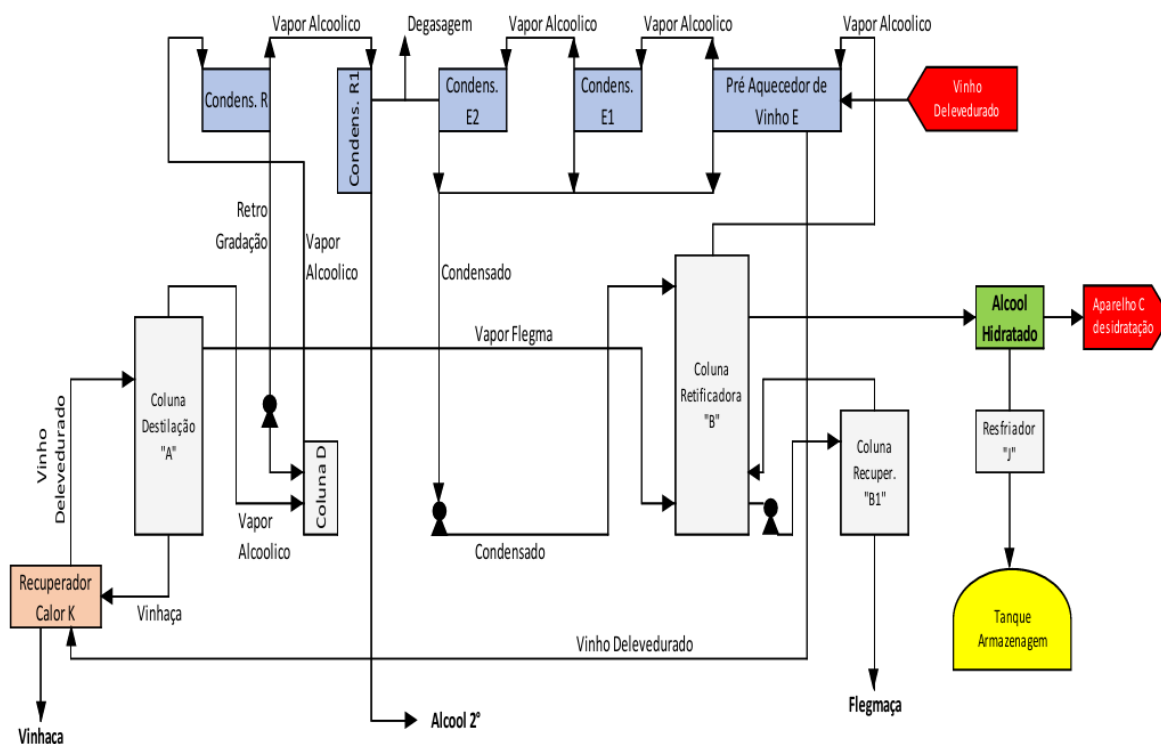 Vapor Alcoolico
Degasagem
Vapor Alcoolico
Vapor Alcoolico
Vapor Alcoolico
Condens. R
Condens. R1
Condens.
E2
Condens.
E1
Pré Aquecedor de
Vinho E
Vinho
Delevedurado
Retro
Gradação
Vapor
Alcoolico
Condensado
Vapor Flegma
Alcool
Hidratado
Aparelho C
desidratação
Vinho
Delevedurado
Coluna
Destilação
"A"
Coluna
Retificadora
"B"
Coluna
Recuper.
"B1"
Resfriador
"J"
Coluna D
Vapor
Alcoolico
Condensado
Recuperador
Calor K
Vinhaça
Vinho Delevedurado
Tanque
Armazenagem
Vinhaça
Alcool 2°
Flegmaça